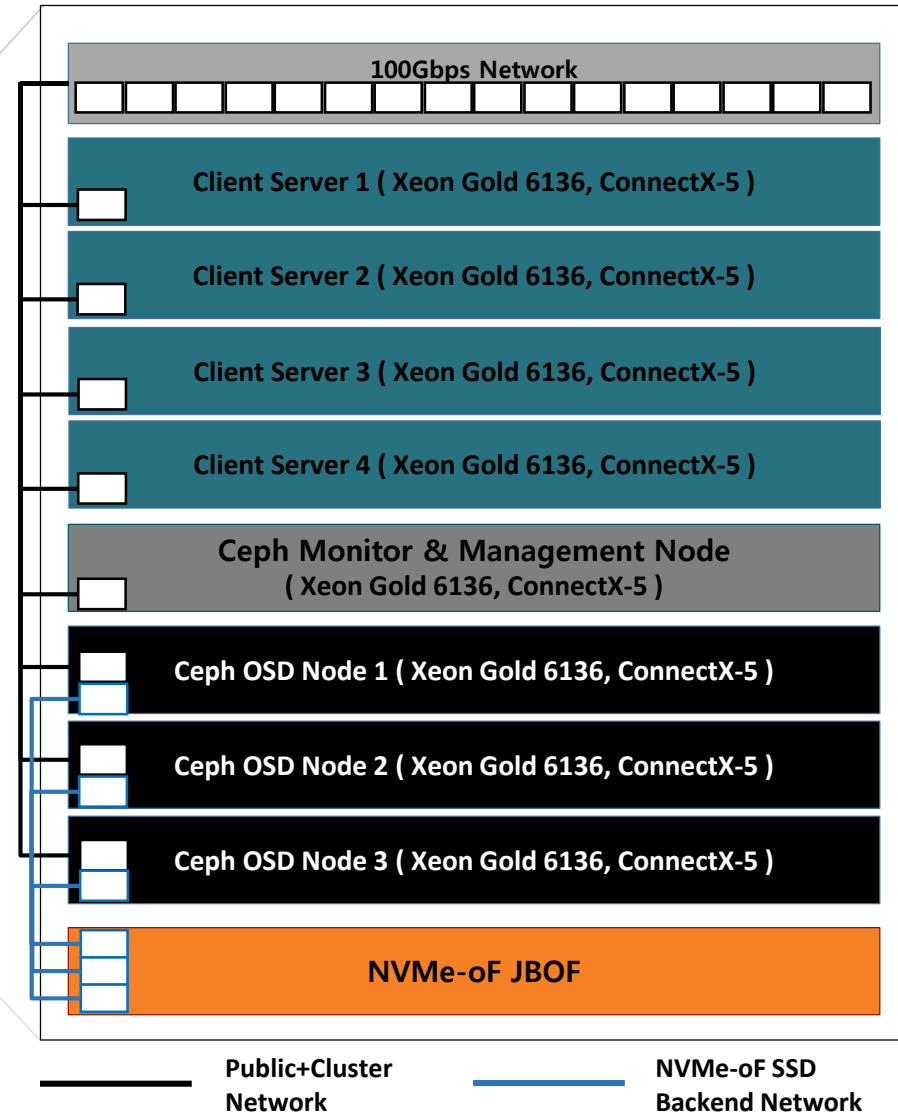 100Gbps Network
Client Server 1 ( Xeon Gold 6136, ConnectX-5 )
Client Server 2 ( Xeon Gold 6136, ConnectX-5 )
Client Server 3 ( Xeon Gold 6136, ConnectX-5 )
Client Server 4 ( Xeon Gold 6136, ConnectX-5 )
Ceph Monitor & Management Node
( Xeon Gold 6136, ConnectX-5 )
Ceph OSD Node 1 ( Xeon Gold 6136, ConnectX-5 )
Ceph OSD Node 2 ( Xeon Gold 6136, ConnectX-5 )
Ceph OSD Node 3 ( Xeon Gold 6136, ConnectX-5 )
NVMe-oF JBOF
Public+Cluster
Network
NVMe-oF SSD
Backend Network